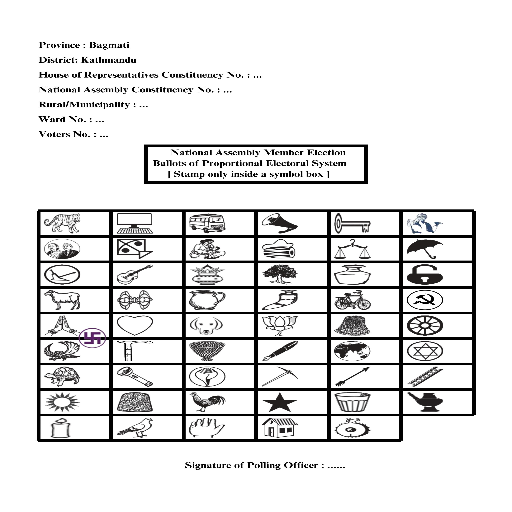 Province : Bagmati
District: Kathmandu
House of Representatives Constituency No. : ...
National Assembly Constituency No. : ...
Rural/Municipality : ...
Ward No. : ...
Voters No. : ...
National Assembly Member Election
Ballots of Proportional Electoral System
[ Stamp only inside a symbol box ]
Signature of Polling Officer : ......